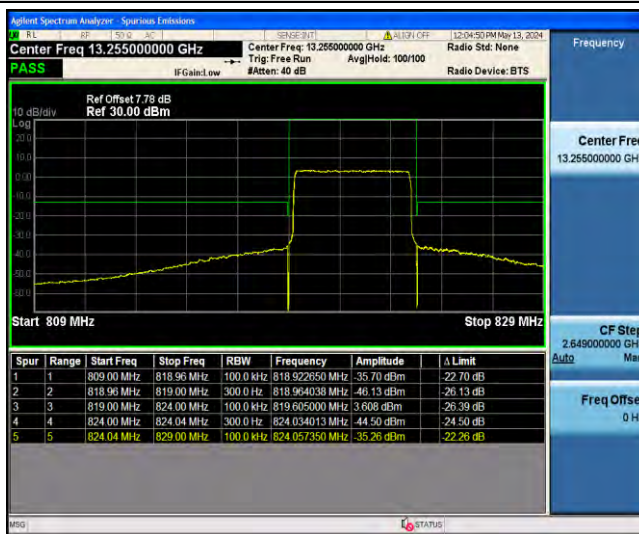 Agilent Spectrum Analyzer - Spurious Emissions
RL RF 50 Ω AC SENSE:INT ALIGN OFF 12:04:50 PM May 13, 2024
Center Freq 13.255000000 GHz Center Freq: 13.255000000 GHz Radio Std: None Frequency
Trig: Free Run Avg|Hold: 100/100
PASS IFGain:Low #Atten: 40 dB Radio Device: BTS
Ref Offset 7.78 dB
10 dB/div Ref 30.00 dBm
Log
20.0
10.0
0.00
-10.0
-20.0
-30.0
-40.0
-50.0
-60.0
Center Fre
13.255000000 GH
Start 809 MHz Stop 829 MHz
CF Step
2.649000000 GH
Auto Ma
Freq Offse
0 H
Spur Range Start Freq Stop Freq RBW Frequency Amplitude Δ Limit
1 1 809.00 MHz 818.96 MHz 100.0 kHz 818.922650 MHz -35.70 dBm -22.70 dB
2 2 818.96 MHz 819.00 MHz 300.0 Hz 818.964038 MHz -46.13 dBm -26.13 dB
3 3 819.00 MHz 824.00 MHz 100.0 kHz 819.605000 MHz 3.608 dBm -26.39 dB
4 4 824.00 MHz 824.04 MHz 300.0 Hz 824.034013 MHz -44.50 dBm -24.50 dB
5 5 824.04 MHz 829.00 MHz 100.0 kHz 824.057350 MHz -35.26 dBm -22.26 dB
MSG STATUS